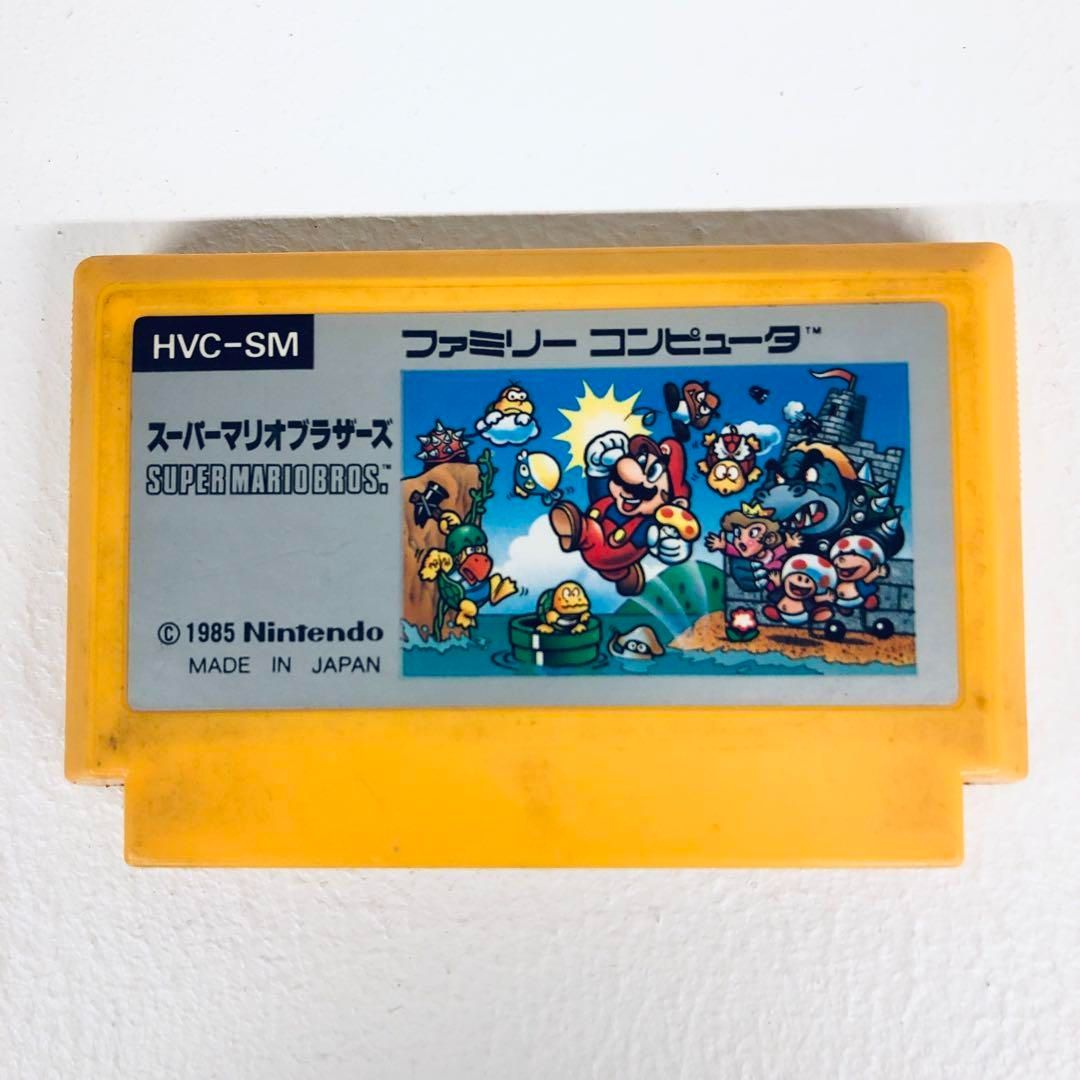 HVC-SM
ファミリー コンピュータ™
スーパーマリオブラザーズ
SUPER MARIO BROS.™
© 1985 Nintendo
MADE IN JAPAN